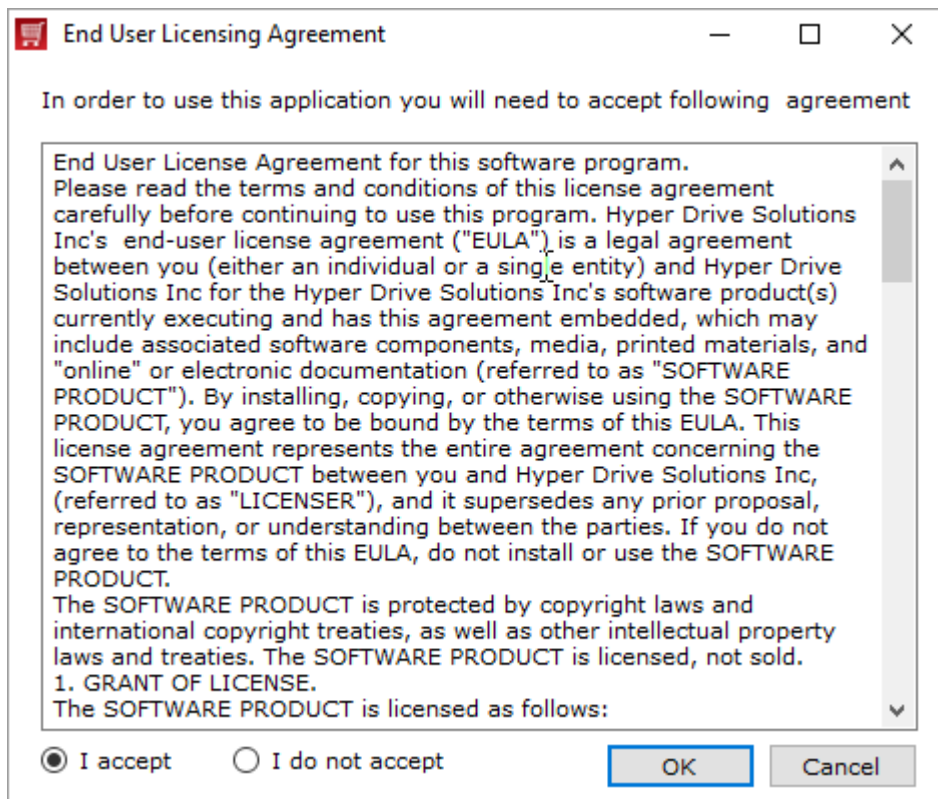 End User Licensing Agreement
In order to use this application you will need to accept following  agreement
End User License Agreement for this software program.
Please read the terms and conditions of this license agreement
carefully before continuing to use this program. Hyper Drive Solutions
Inc's  end-user license agreement ("EULA") is a legal agreement
between you (either an individual or a single entity) and Hyper Drive
Solutions Inc for the Hyper Drive Solutions Inc's software product(s)
currently executing and has this agreement embedded, which may
include associated software components, media, printed materials, and
"online" or electronic documentation (referred to as "SOFTWARE
PRODUCT"). By installing, copying, or otherwise using the SOFTWARE
PRODUCT, you agree to be bound by the terms of this EULA. This
license agreement represents the entire agreement concerning the
SOFTWARE PRODUCT between you and Hyper Drive Solutions Inc,
(referred to as "LICENSER"), and it supersedes any prior proposal,
representation, or understanding between the parties. If you do not
agree to the terms of this EULA, do not install or use the SOFTWARE
PRODUCT.
The SOFTWARE PRODUCT is protected by copyright laws and
international copyright treaties, as well as other intellectual property
laws and treaties. The SOFTWARE PRODUCT is licensed, not sold.
1. GRANT OF LICENSE.
The SOFTWARE PRODUCT is licensed as follows:
I accept I do not accept OK Cancel